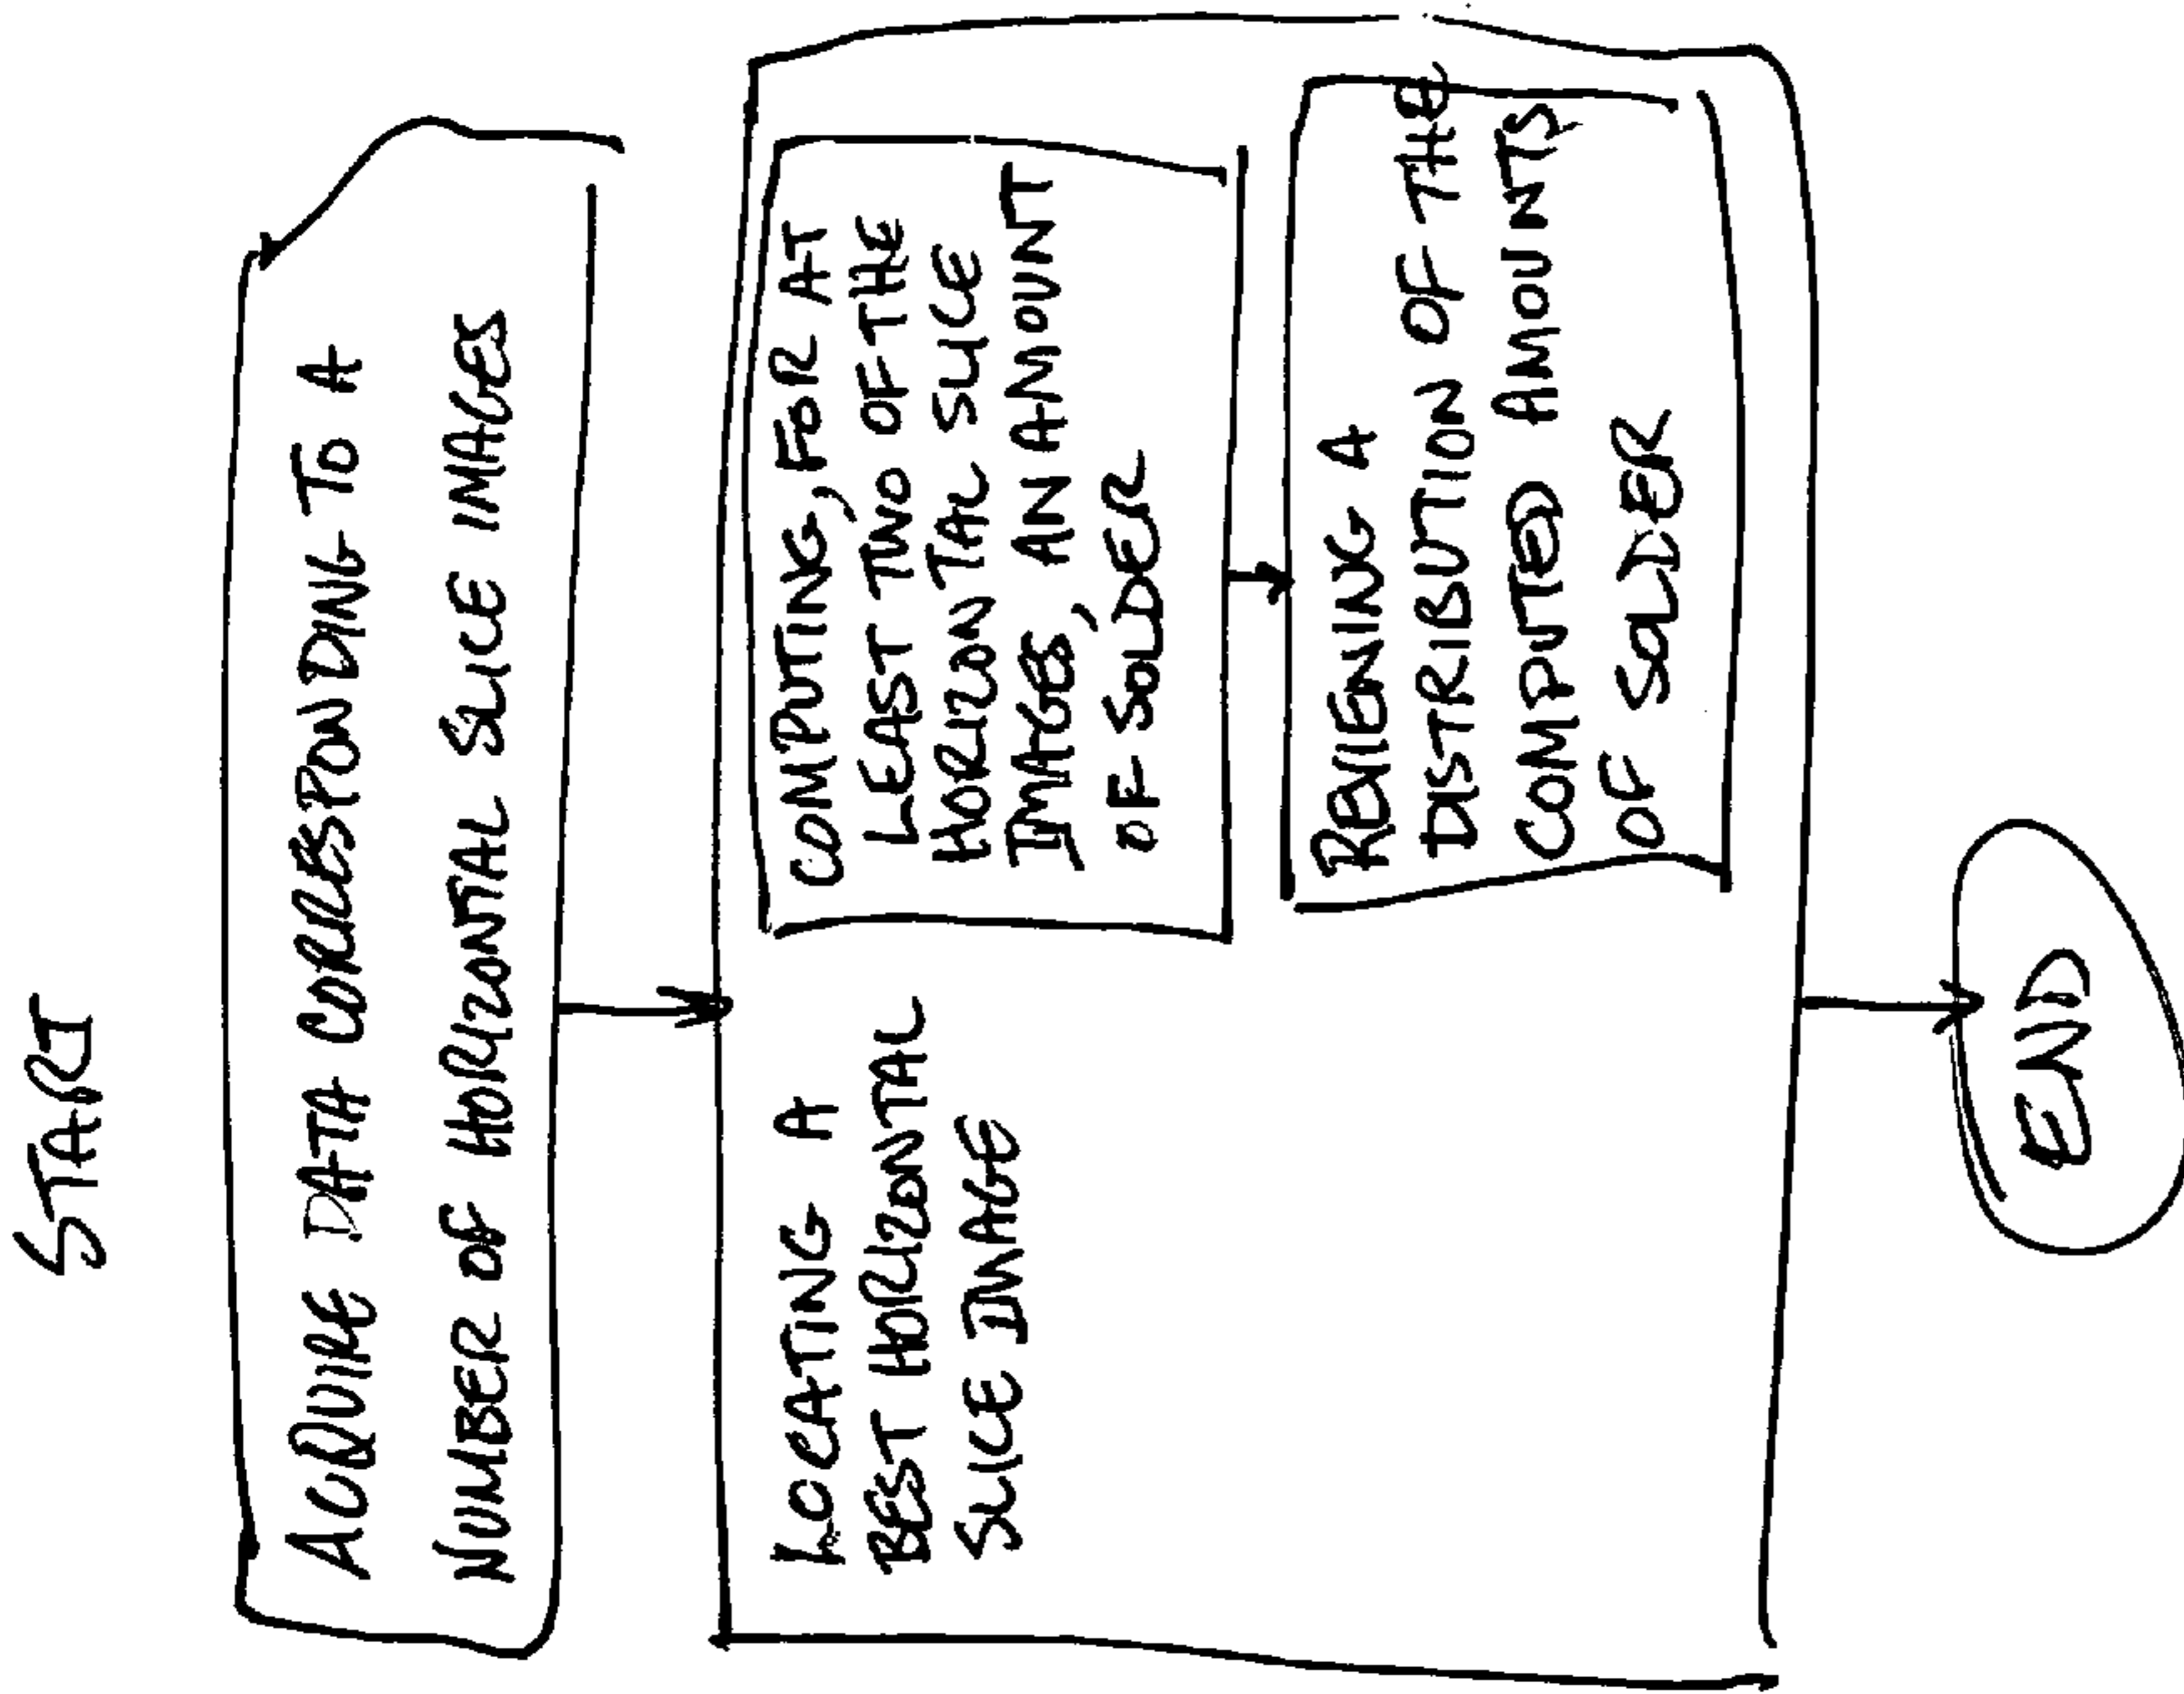 START
ACQUIRE DATA CORRESPONDING TO A
NUMBER OF HORIZONTAL SLICE IMAGES
LOCATING A
BEST HORIZONTAL
SLICE IMAGE
COMPUTING, FOR AT
LEAST TWO OF THE
HORIZONTAL SLICE
IMAGES, AN AMOUNT
OF SOLDER
REVIEWING A
DISTRIBUTION OF THE
COMPUTED AMOUNTS
OF SOLDER
END